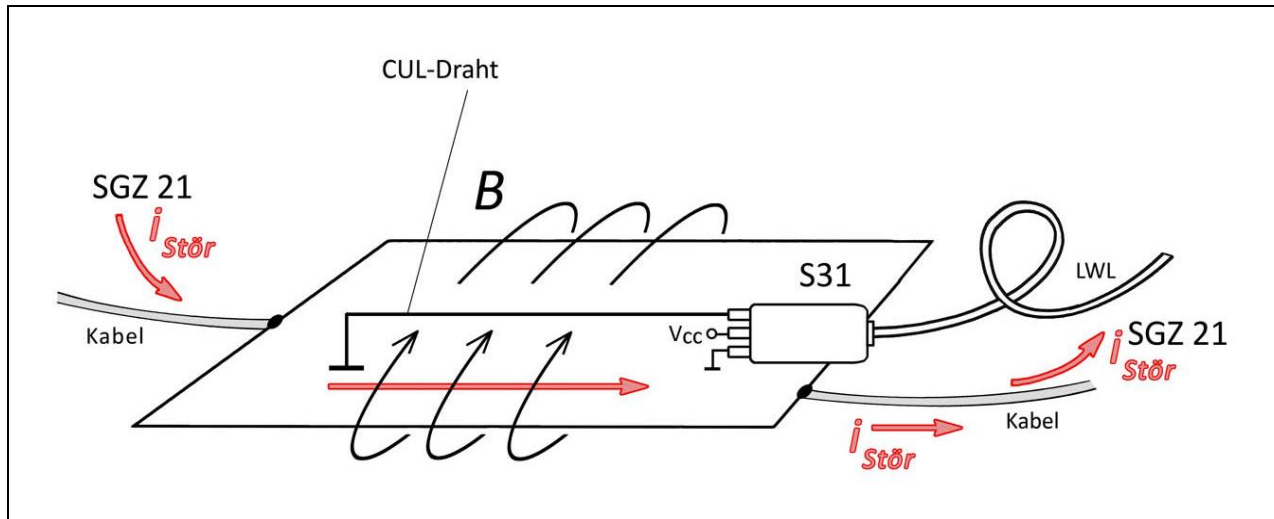 CUL-Draht
SGZ 21
i Stör
Kabel
B
S31
Vcc
LWL
SGZ 21
i Stör
Kabel
i Stör